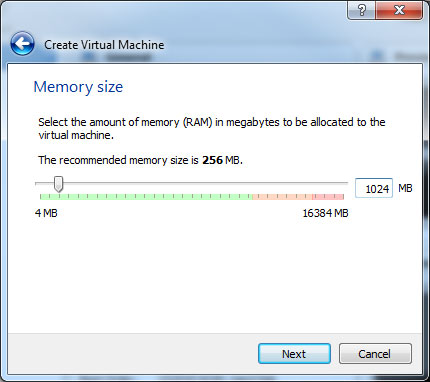 ?
Create Virtual Machine
Memory size
Select the amount of memory (RAM) in megabytes to be allocated to the
virtual machine.
The recommended memory size is 256 MB.
1024 MB
4 MB 16384 MB
Next Cancel